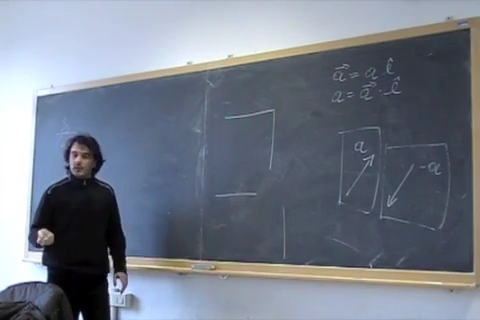 a⃗ = a l̂
a = a⃗ · l̂
a
-a